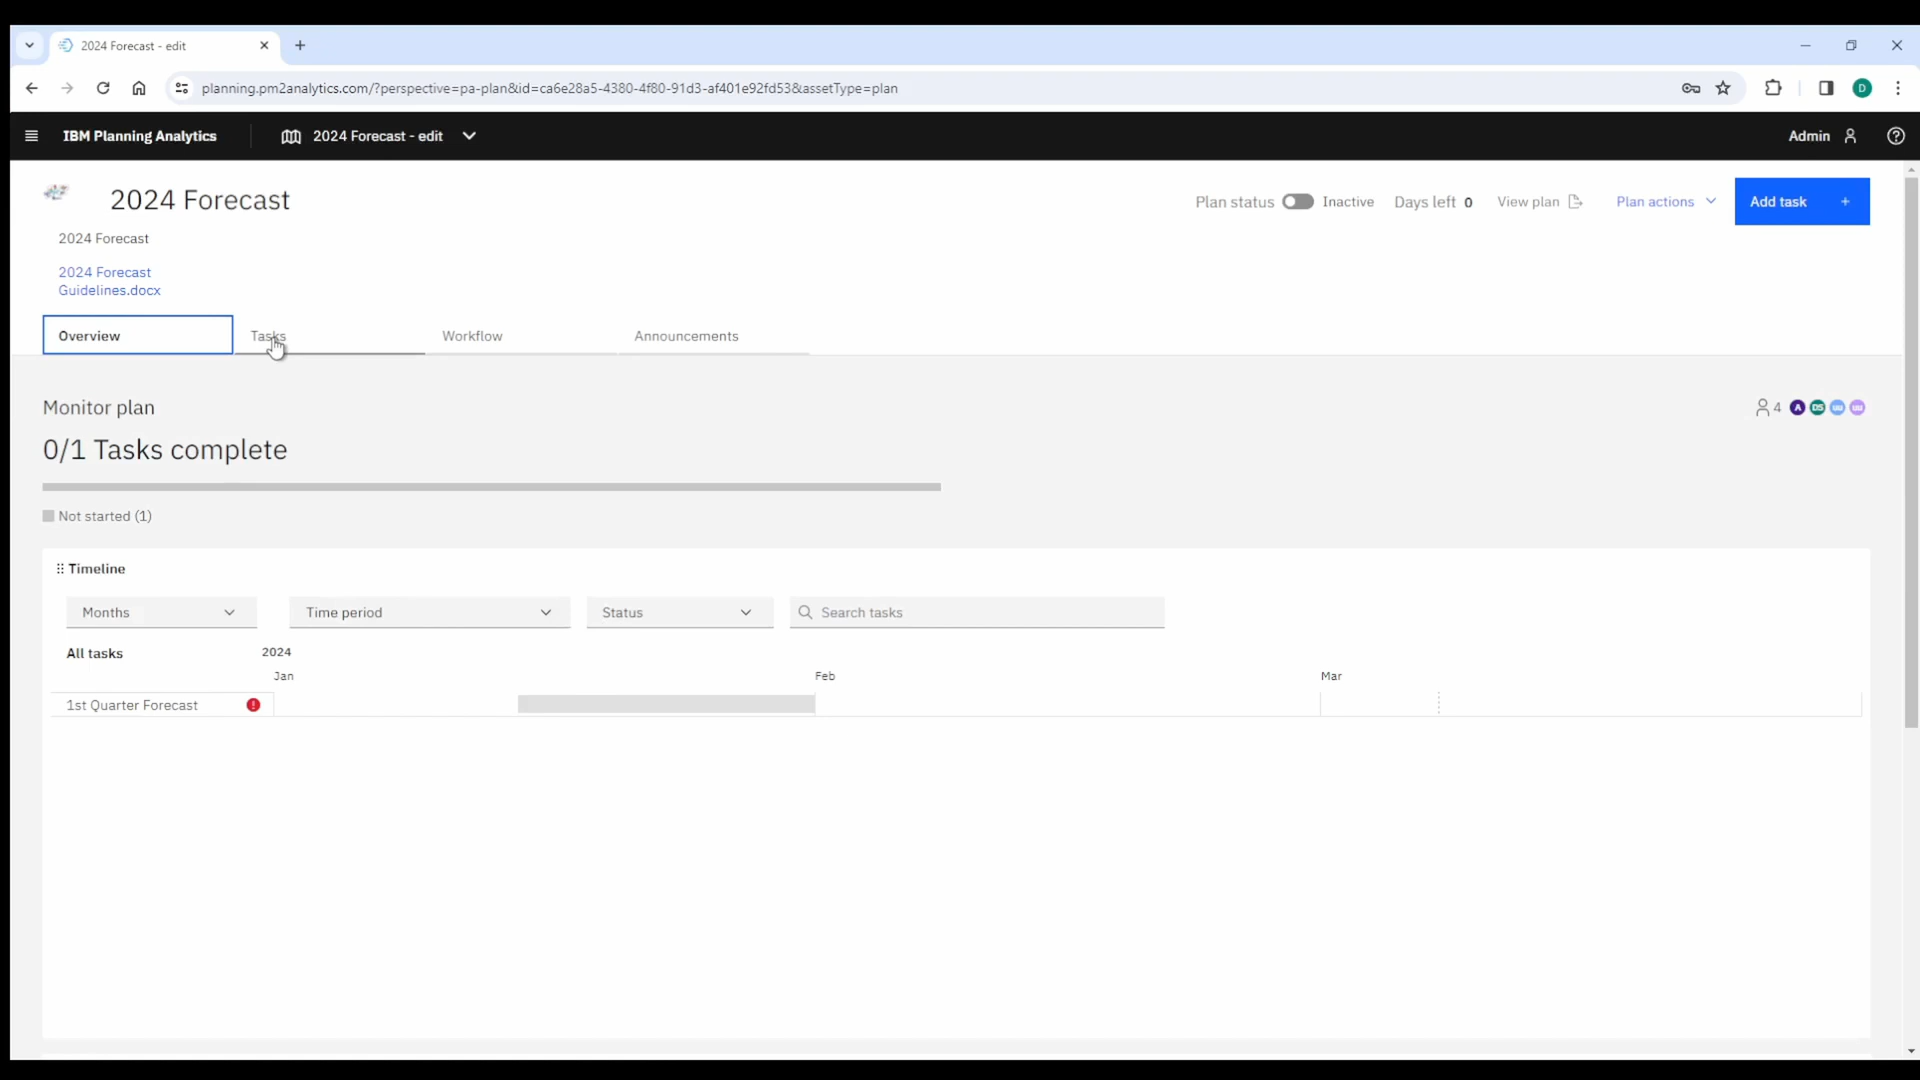 2024 Forecast - edit
planning.pm2analytics.com/?perspective=pa-plan&id=ca6e28a5-4380-4f80-91d3-af401e92fd53&assetType=plan
D
IBM Planning Analytics 2024 Forecast - edit Admin
2024 Forecast
Plan status Inactive Days left 0 View plan Plan actions Add task +
2024 Forecast
2024 Forecast
Guidelines.docx
Overview Tasks Workflow Announcements
Monitor plan
4 A DS
0/1 Tasks complete
Not started (1)
Timeline
Months Time period Status Search tasks
All tasks 2024
Jan Feb Mar
1st Quarter Forecast